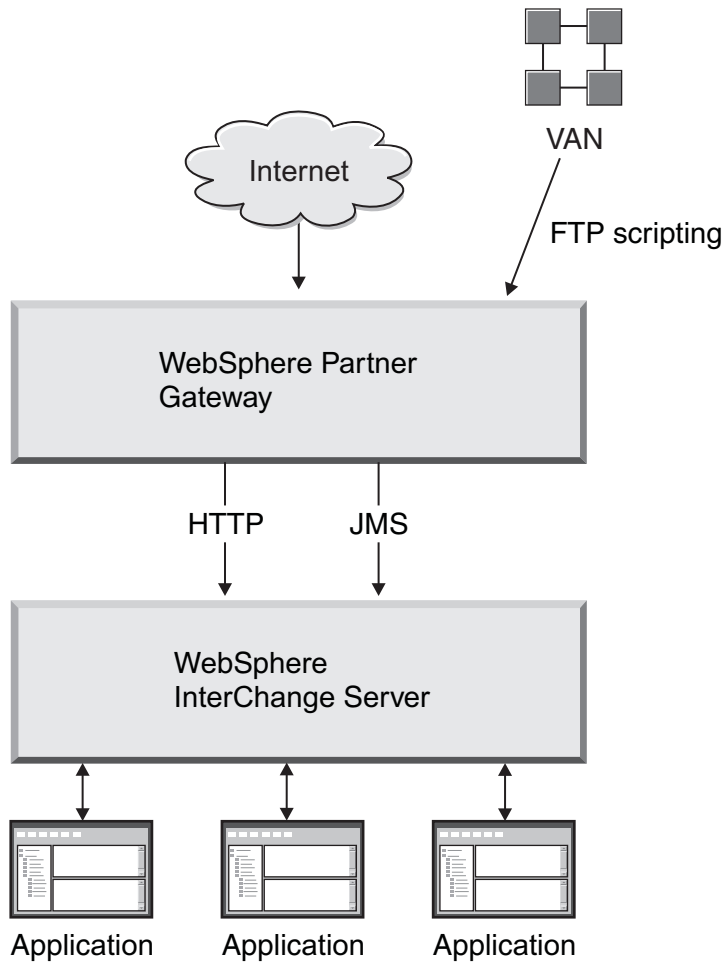 VAN
Internet
FTP scripting
WebSphere Partner
Gateway
HTTP
JMS
WebSphere
InterChange Server
Application
Application
Application